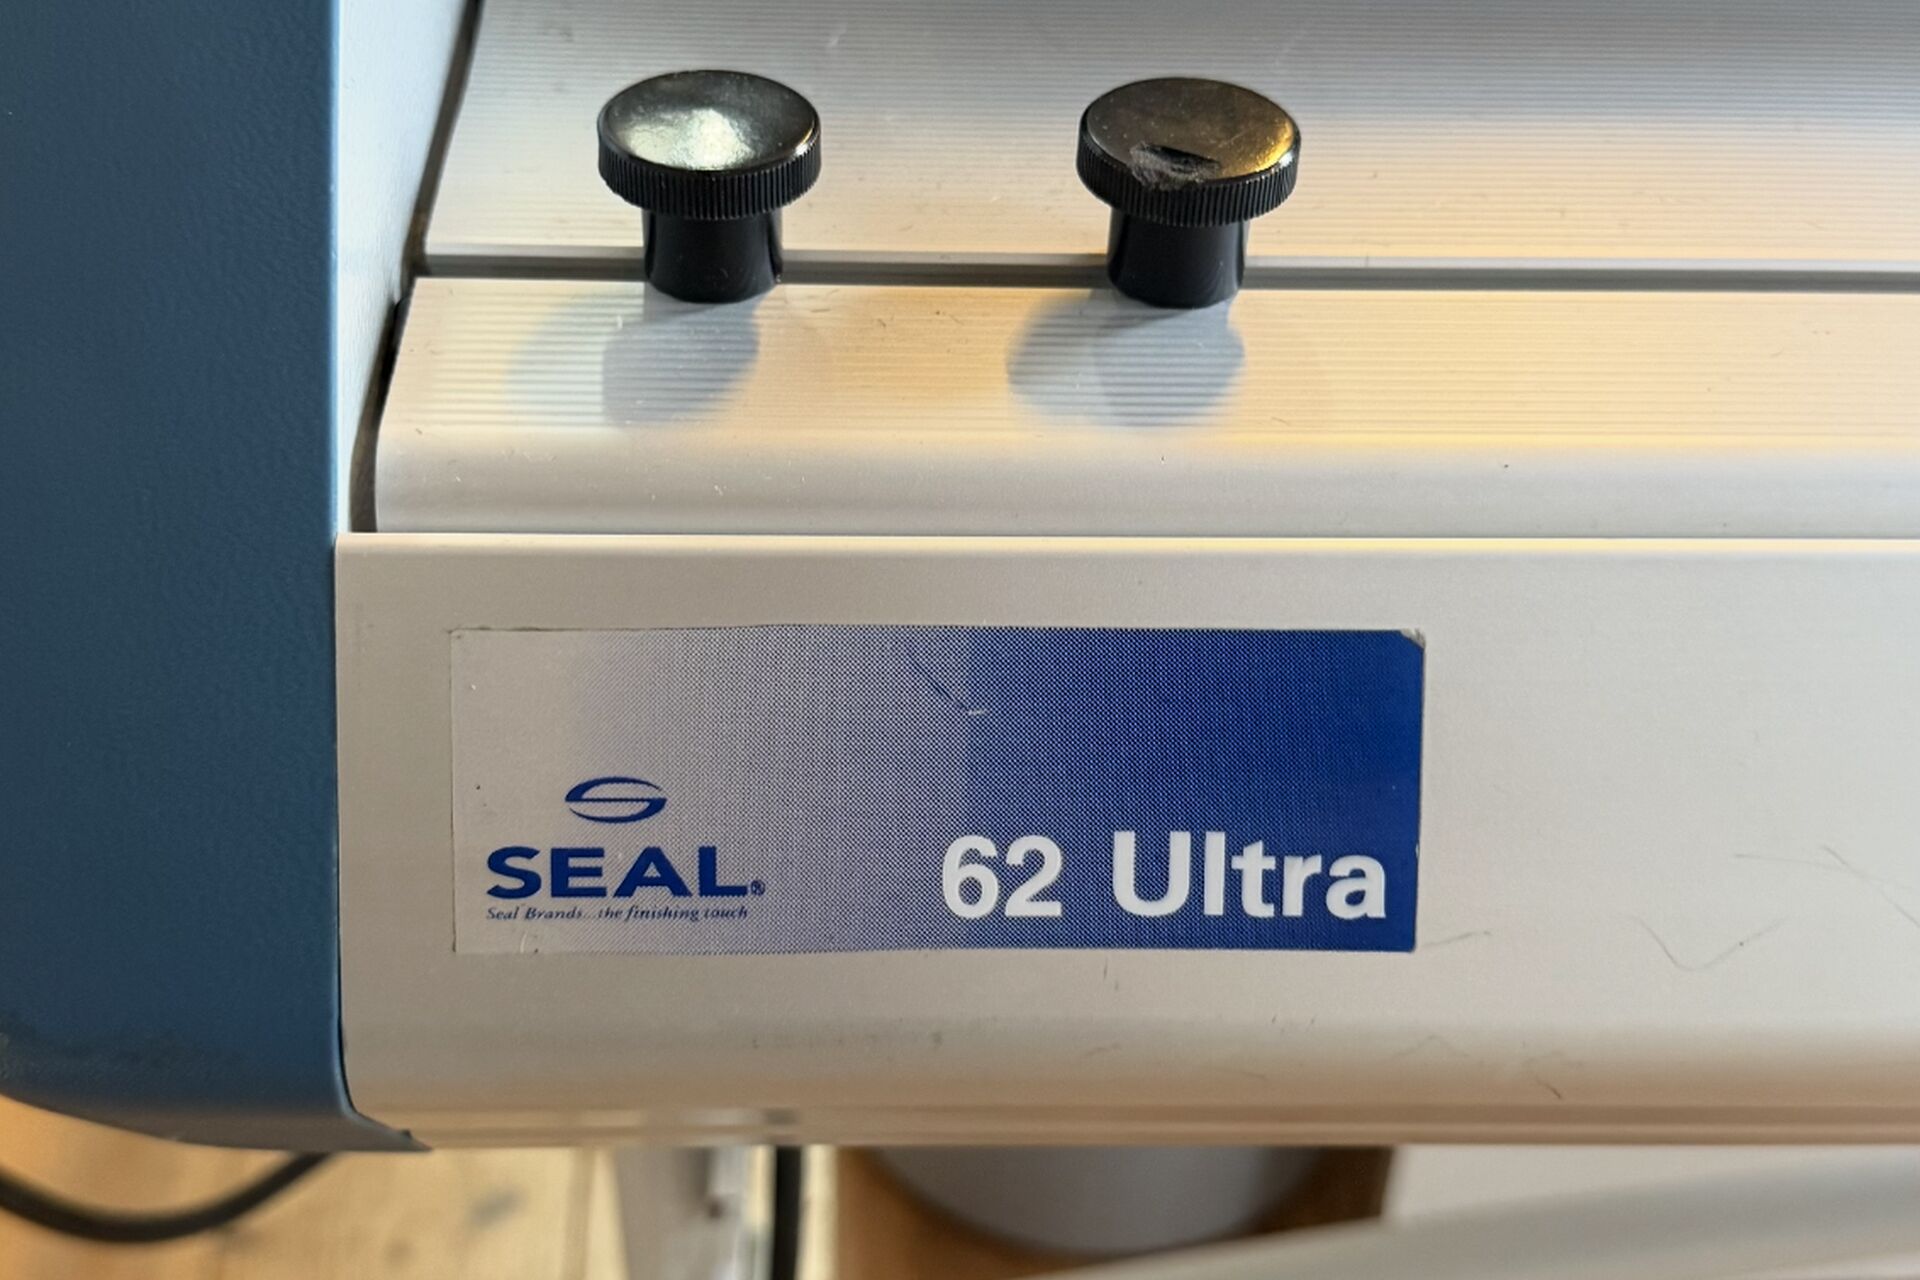 SEAL®
Seal Brands...the finishing touch
62 Ultra